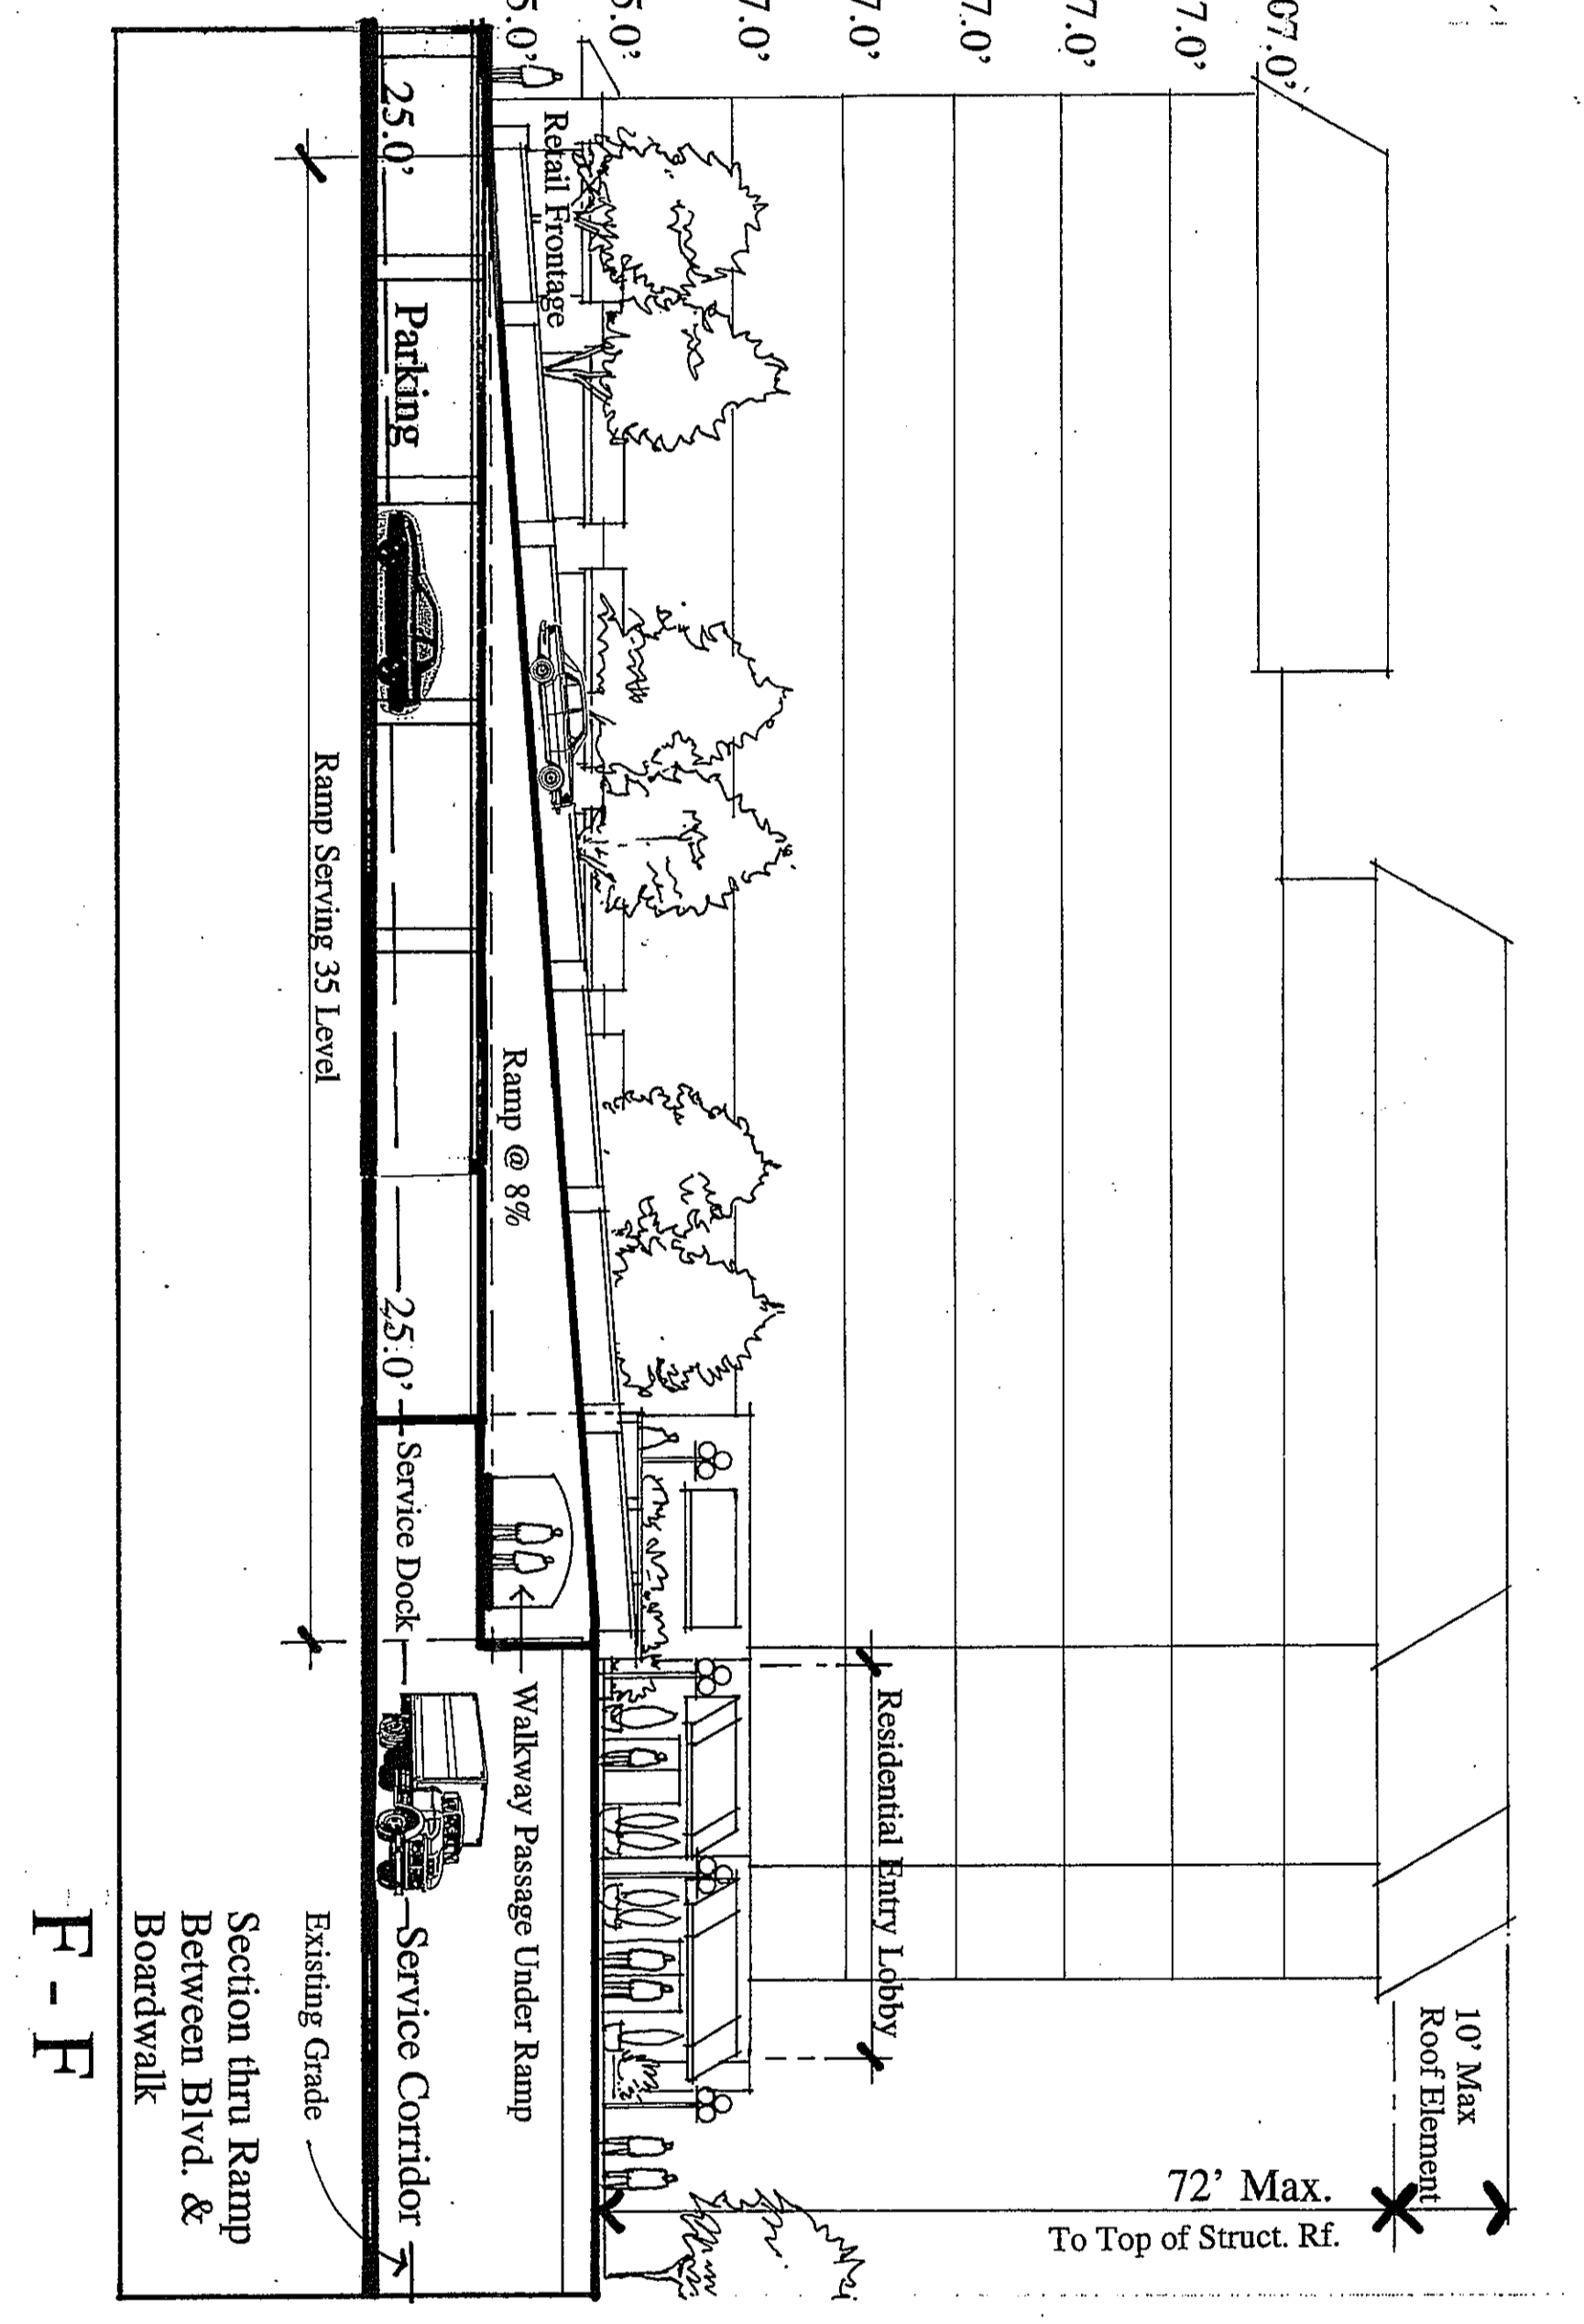 10' Max
Roof Element
72' Max.
To Top of Struct. Rf.
07.0'
7.0'
7.0'
7.0'
7.0'
7.0'
5.0'
5.0'
Residential Entry Lobby
Retail Frontage
Ramp @ 8%
Walkway Passage Under Ramp
25.0'
Parking
25.0'
Service Dock
Service Corridor
Ramp Serving 35 Level
Existing Grade
Section thru Ramp
Between Blvd. &
Boardwalk
F - F